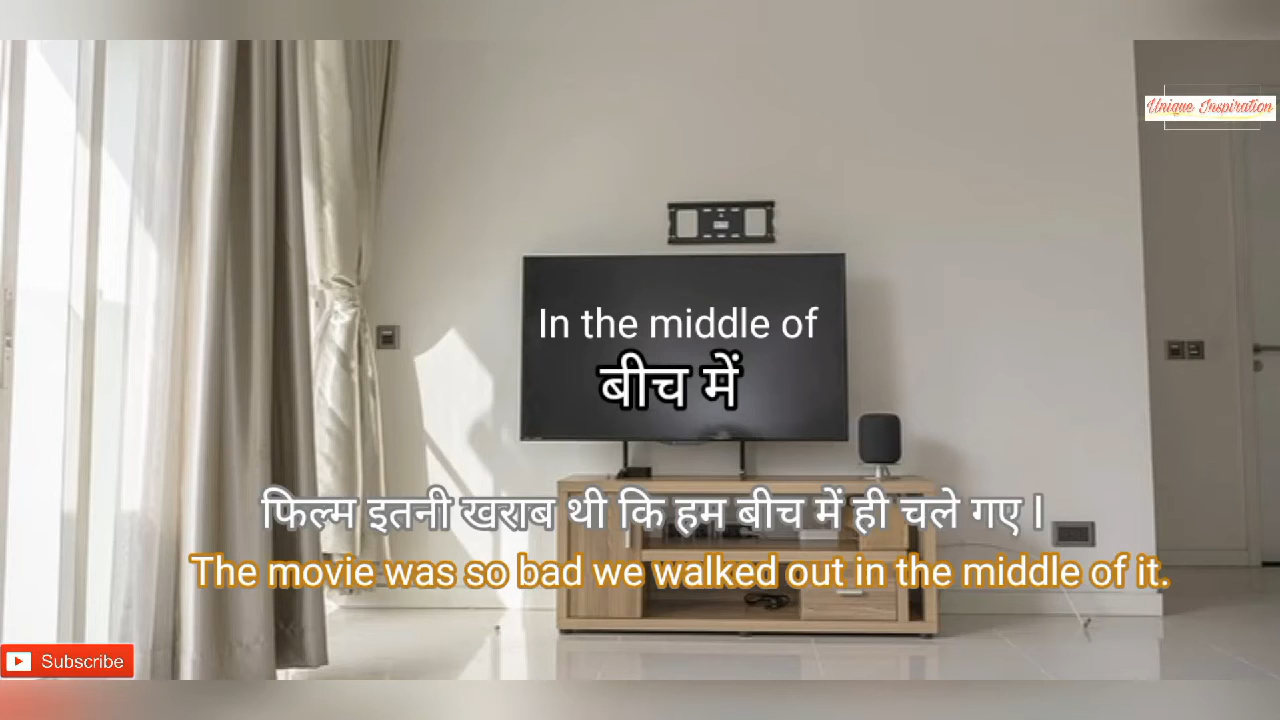 Unique Inspiration
In the middle of
बीच में
फिल्म इतनी खराब थी कि हम बीच में ही चले गए I
The movie was so bad we walked out in the middle of it.
Subscribe